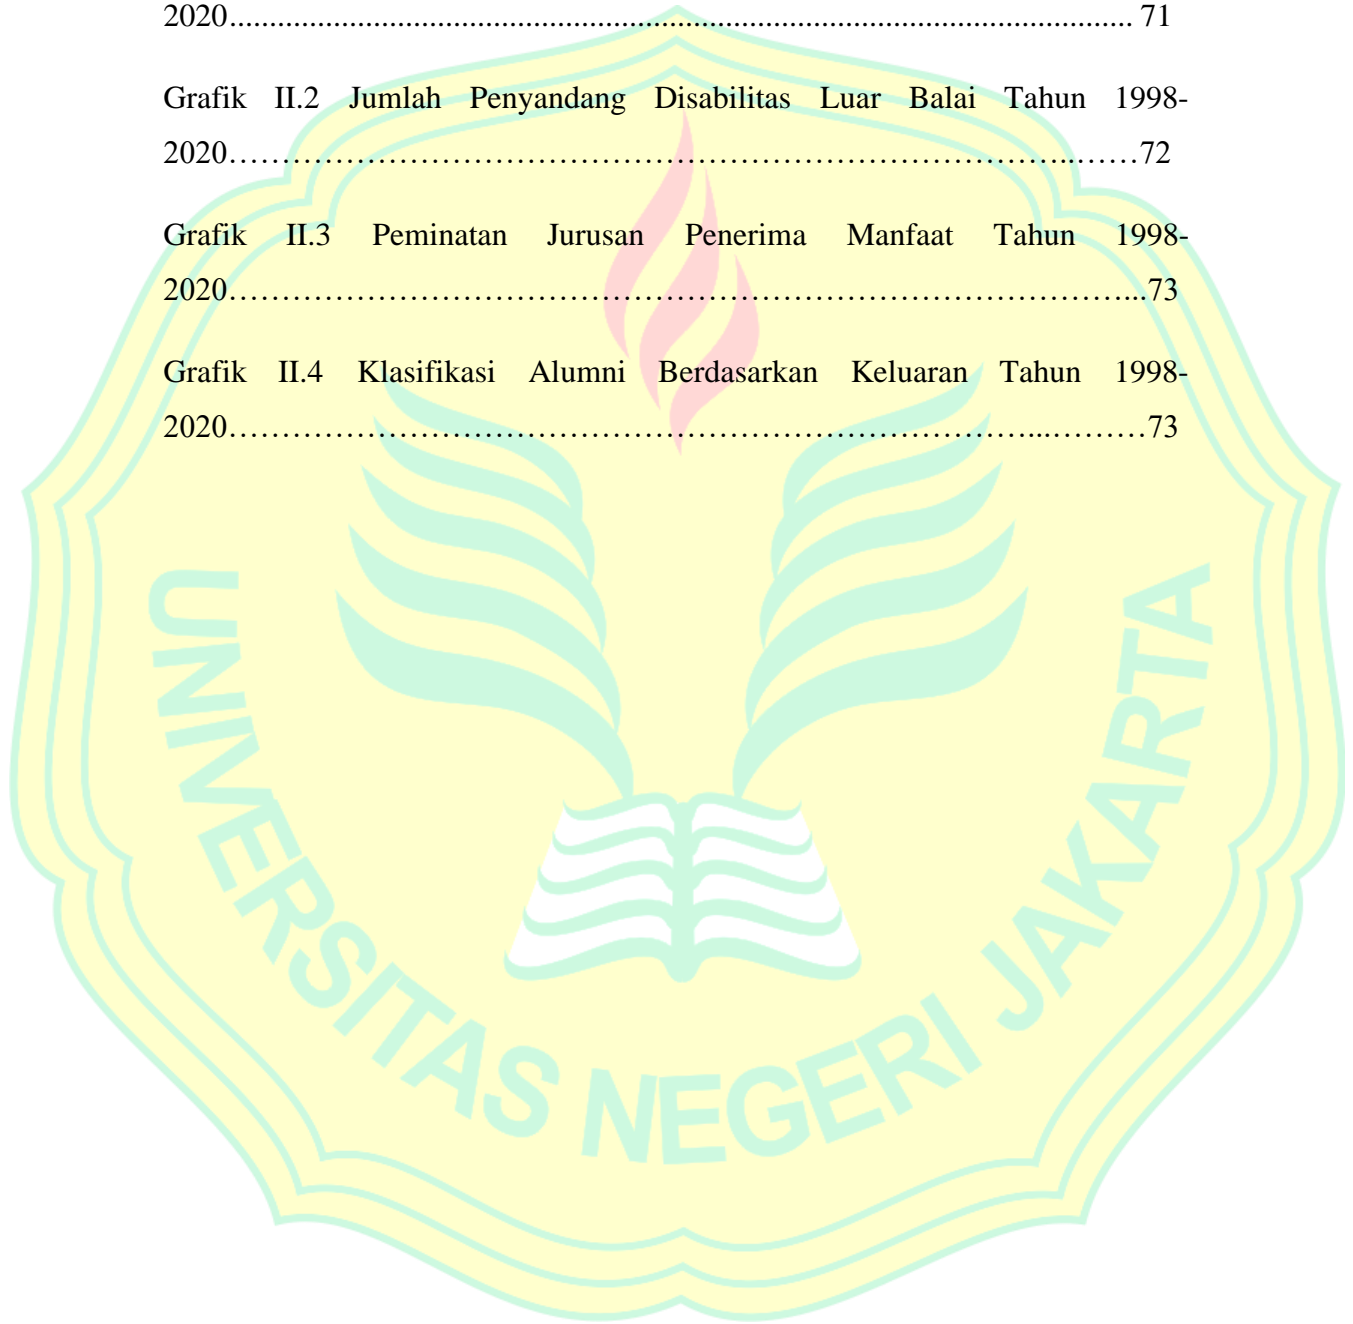 2020.................................................................................................................. 71
Grafik II.2 Jumlah Penyandang Disabilitas Luar Balai Tahun 1998-
2020……………………………………………………………………………..……72
Grafik II.3 Peminatan Jurusan Penerima Manfaat Tahun 1998-
2020…………………………………………………………………………………...73
Grafik II.4 Klasifikasi Alumni Berdasarkan Keluaran Tahun 1998-
2020…………………………………………………………………………...………73
UNIVERSITAS NEGERI JAKARTA